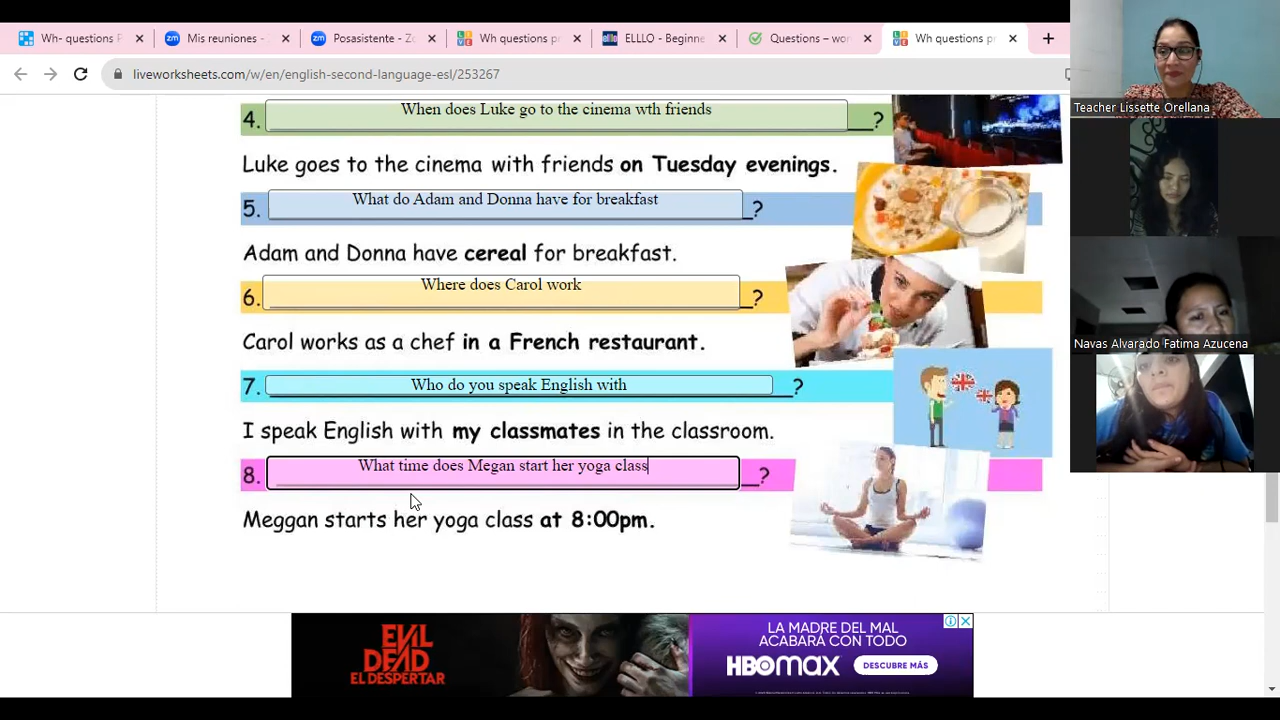 Wh- questions P
Mis reuniones -
Posasistente - Zo
Wh questions pr
ELLLO - Beginne
Questions – wor
Wh questions pr
liveworksheets.com/w/en/english-second-language-esl/253267
Teacher Lissette Orellana
4. When does Luke go to the cinema wth friends ?
Luke goes to the cinema with friends on Tuesday evenings.
5. What do Adam and Donna have for breakfast ?
Adam and Donna have cereal for breakfast.
6. Where does Carol work ?
Carol works as a chef in a French restaurant.
Navas Alvarado Fatima Azucena
7. Who do you speak English with ?
I speak English with my classmates in the classroom.
8. What time does Megan start her yoga class ?
Meggan starts her yoga class at 8:00pm.
EVIL
DEAD
EL DESPERTAR
LA MADRE DEL MAL
ACABARÁ CON TODO
HBOmax
DESCUBRE MÁS